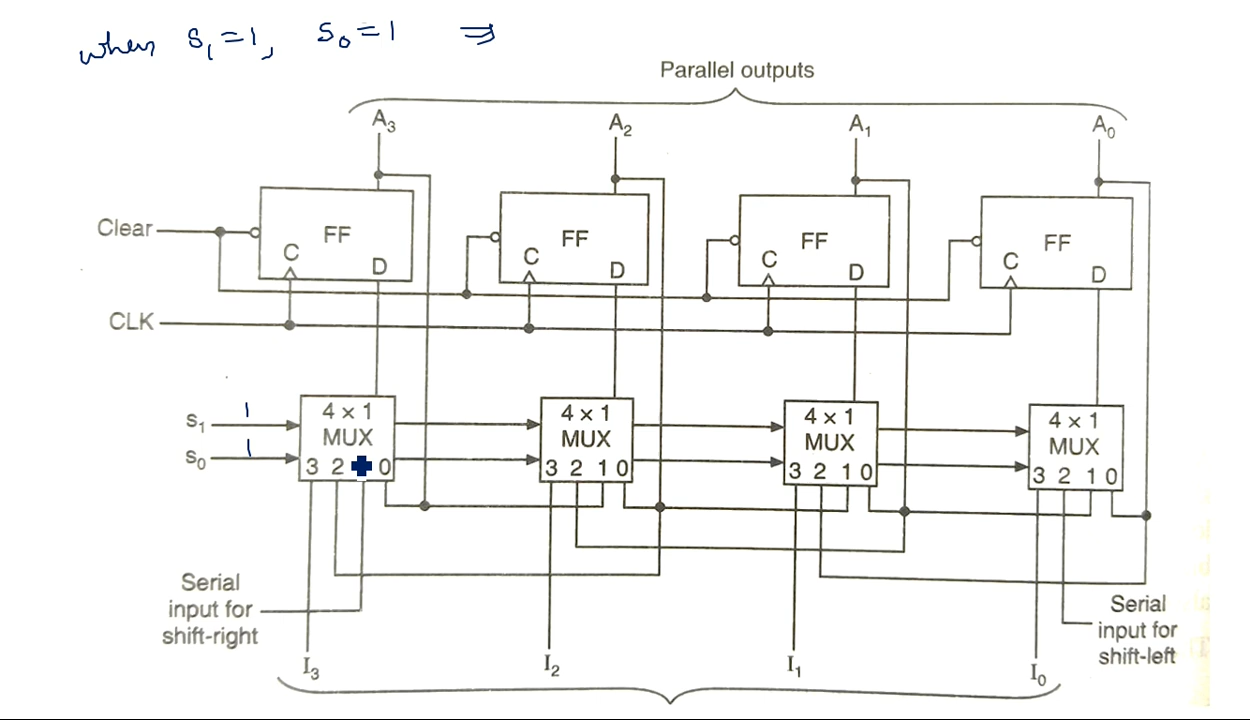 when S₁ = 1, S₀ = 1 ⇒
Parallel outputs
A₃ A₂ A₁ A₀
Clear
FF FF FF FF
C D C D C D C D
CLK
S₁ 1
S₀ 1
4 x 1 MUX 4 x 1 MUX 4 x 1 MUX 4 x 1 MUX
3 2 0 3 2 1 0 3 2 1 0 3 2 1 0
Serial
input for
shift-right
Serial
input for
shift-left
I₃ I₂ I₁ I₀